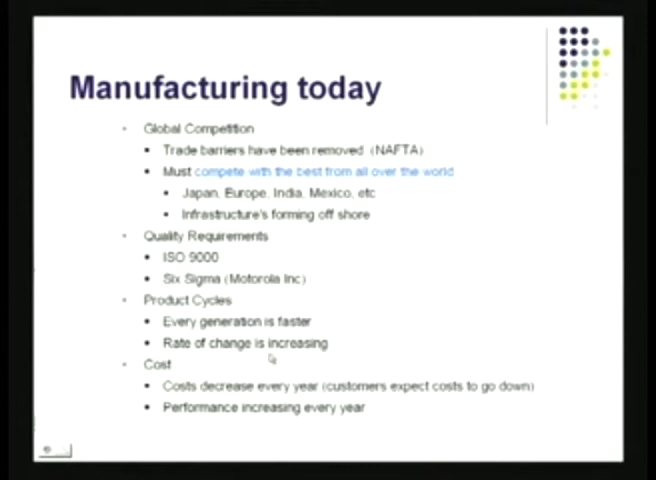 Manufacturing today
Global Competition
Trade barriers have been removed (NAFTA)
Must compete with the best from all over the world
Japan, Europe, India, Mexico, etc
Infrastructure's forming off shore
Quality Requirements
ISO 9000
Six Sigma (Motorola Inc)
Product Cycles
Every generation is faster
Rate of change is increasing
Cost
Costs decrease every year (customers expect costs to go down)
Performance increasing every year